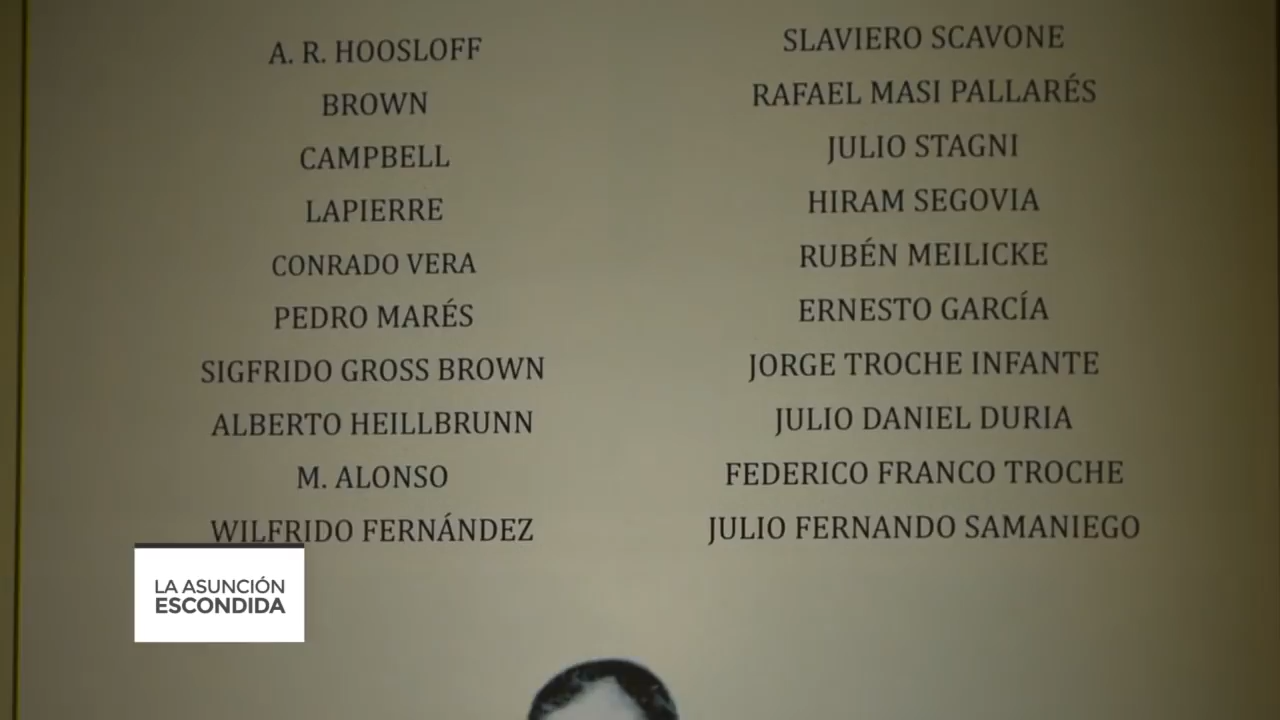 A. R. HOOSLOFF
BROWN
CAMPBELL
LAPIERRE
CONRADO VERA
PEDRO MARÉS
SIGFRIDO GROSS BROWN
ALBERTO HEILLBRUNN
M. ALONSO
WILFRIDO FERNÁNDEZ
SLAVIERO SCAVONE
RAFAEL MASI PALLARÉS
JULIO STAGNI
HIRAM SEGOVIA
RUBÉN MEILICKE
ERNESTO GARCÍA
JORGE TROCHE INFANTE
JULIO DANIEL DURIA
FEDERICO FRANCO TROCHE
JULIO FERNANDO SAMANIEGO
LA ASUNCIÓN
ESCONDIDA